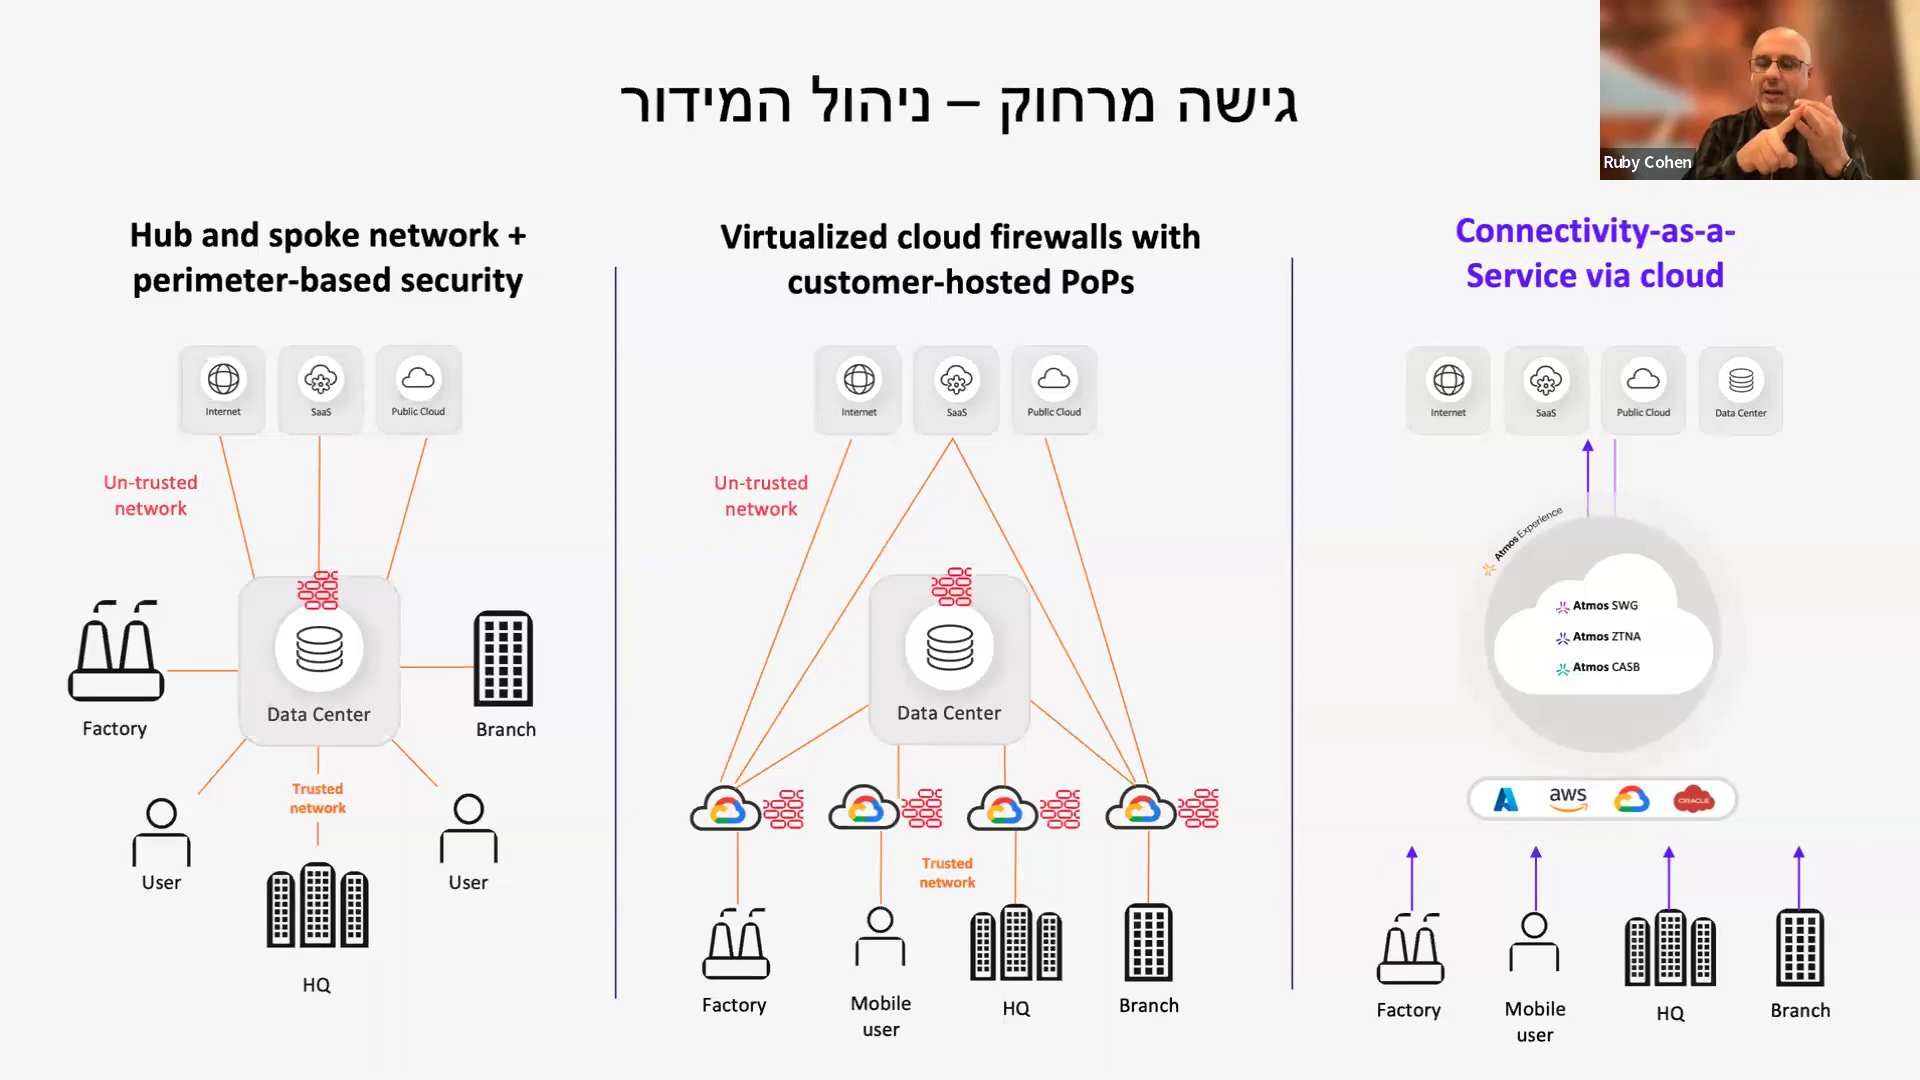 גישה מרחוק – ניהול המידור
Ruby Cohen
Hub and spoke network +
perimeter-based security
Internet
SaaS
Public Cloud
Un-trusted
network
Data Center
Factory
Branch
Trusted
network
User
User
HQ
Virtualized cloud firewalls with
customer-hosted PoPs
Internet
SaaS
Public Cloud
Un-trusted
network
Data Center
Trusted
network
Factory
Mobile
user
HQ
Branch
Connectivity-as-a-
Service via cloud
Internet
SaaS
Public Cloud
Data Center
Atmos Experience
Atmos SWG
Atmos ZTNA
Atmos CASB
aws
ORACLE
Factory
Mobile
user
HQ
Branch